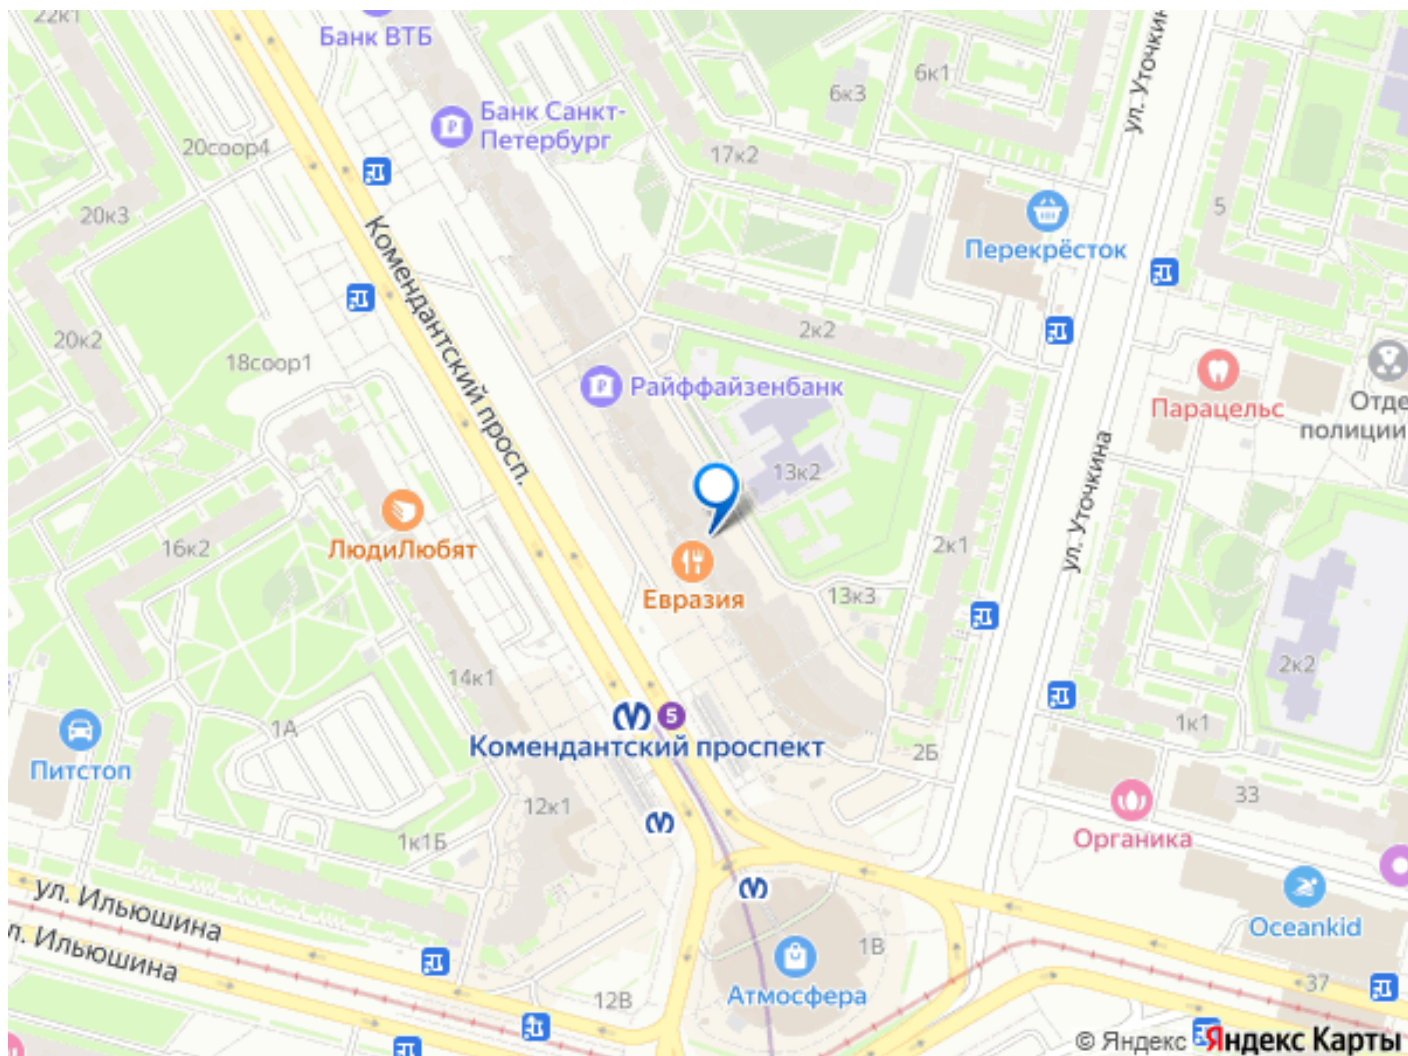 22к1
Банк ВТБ
Банк Санкт-
Петербург
20соор4
17к2
6к3
6к1
ул. Уточкин
5
20к3
Перекрёсток
Комендантский просп.
20к2
18соор1
2к2
Райффайзенбанк
Парацельс
Отде
полиции
13к2
ул. Уточкина
16к2
ЛюдиЛюбят
2к1
Евразия
13к3
14к1
2к2
1А
5
Комендантский проспект
1к1
2Б
Питстоп
12к1
33
1к1Б
Органика
ул. Ильюшина
л. Ильюшина
Oceankid
1В
Атмосфера
12В
37
© Яндекс Яндекс Карты